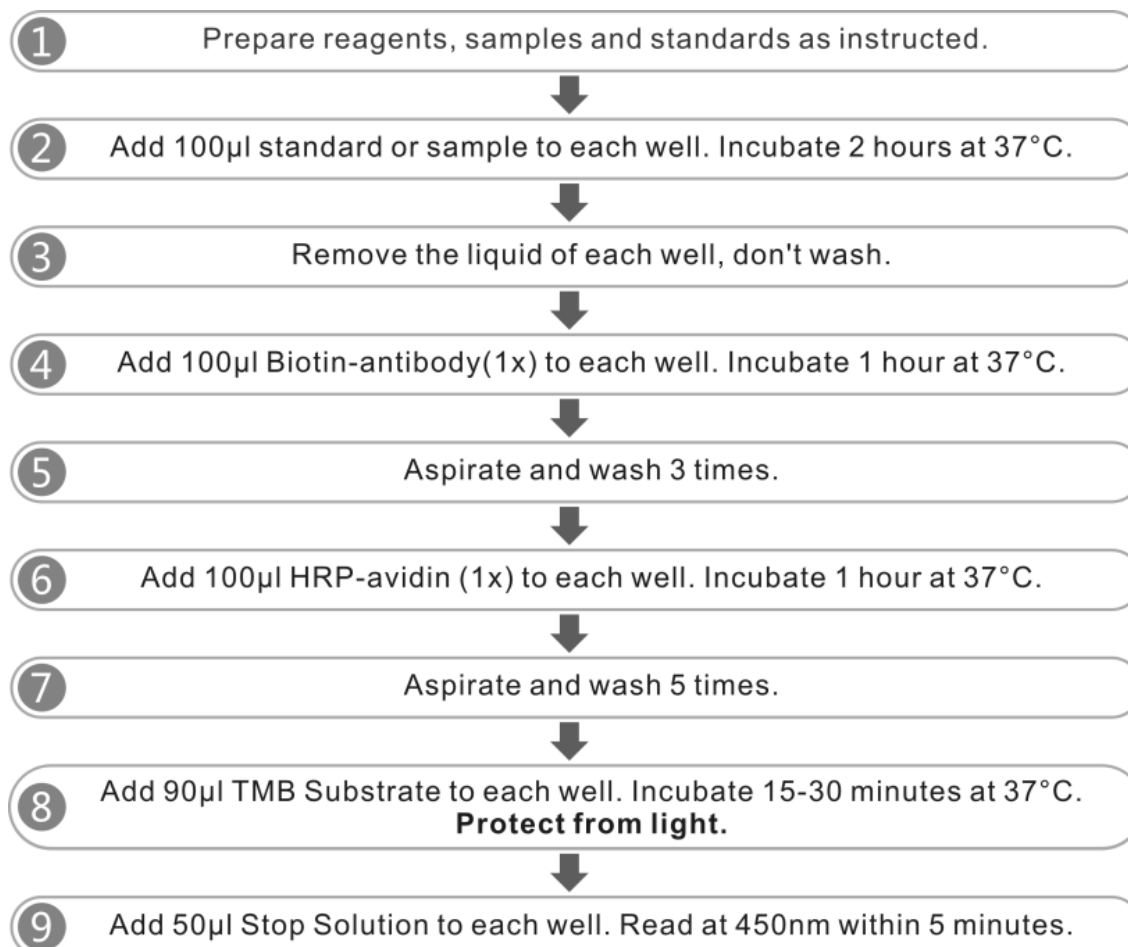 1 Prepare reagents, samples and standards as instructed.
2 Add 100µl standard or sample to each well. Incubate 2 hours at 37°C.
3 Remove the liquid of each well, don't wash.
4 Add 100µl Biotin-antibody(1x) to each well. Incubate 1 hour at 37°C.
5 Aspirate and wash 3 times.
6 Add 100µl HRP-avidin (1x) to each well. Incubate 1 hour at 37°C.
7 Aspirate and wash 5 times.
8 Add 90µl TMB Substrate to each well. Incubate 15-30 minutes at 37°C.
Protect from light.
9 Add 50µl Stop Solution to each well. Read at 450nm within 5 minutes.